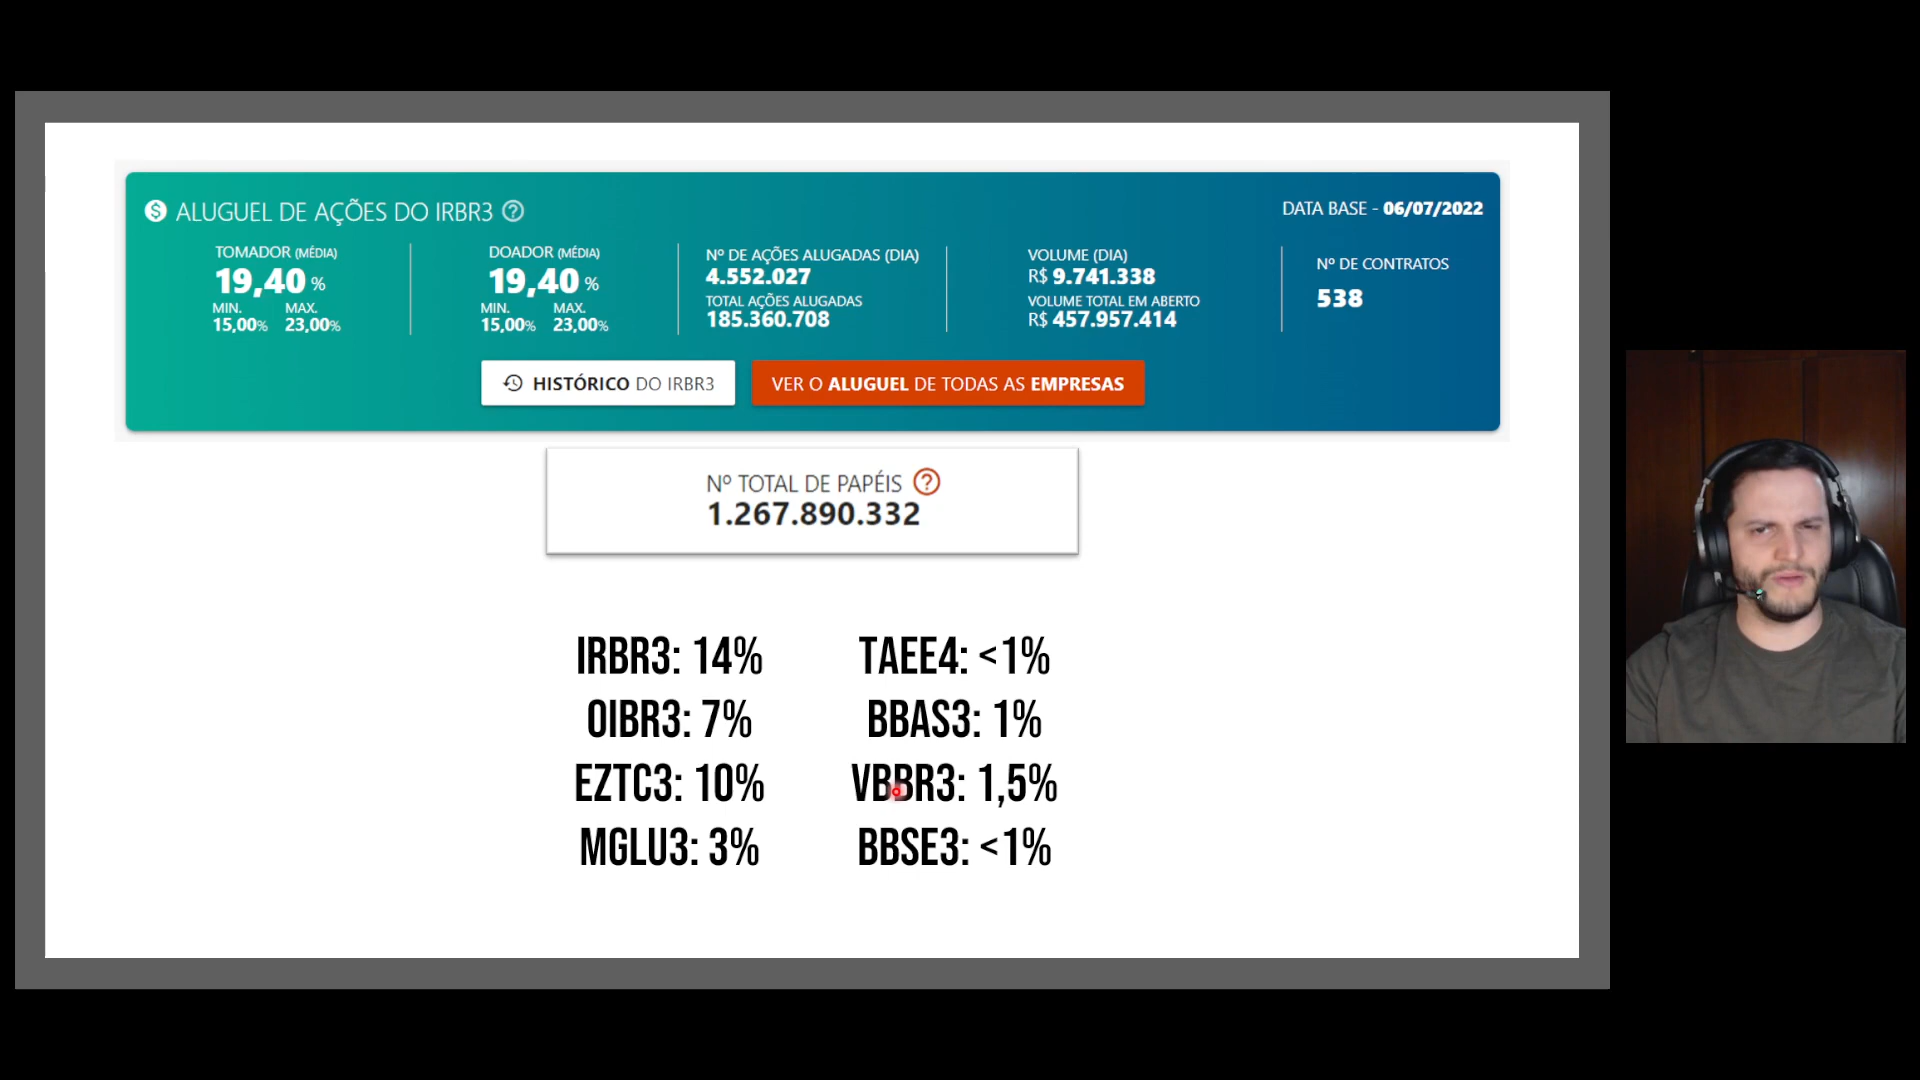 ALUGUEL DE AÇÕES DO IRBR3
DATA BASE - 06/07/2022
TOMADOR (MÉDIA)
19,40 %
MIN. MAX.
15,00% 23,00%
DOADOR (MÉDIA)
19,40 %
MIN. MAX.
15,00% 23,00%
Nº DE AÇÕES ALUGADAS (DIA)
4.552.027
TOTAL AÇÕES ALUGADAS
185.360.708
VOLUME (DIA)
R$ 9.741.338
VOLUME TOTAL EM ABERTO
R$ 457.957.414
Nº DE CONTRATOS
538
HISTÓRICO DO IRBR3
VER O ALUGUEL DE TODAS AS EMPRESAS
Nº TOTAL DE PAPÉIS
1.267.890.332
IRBR3: 14%
OIBR3: 7%
EZTC3: 10%
MGLU3: 3%
TAEE4: <1%
BBAS3: 1%
VBBR3: 1,5%
BBSE3: <1%